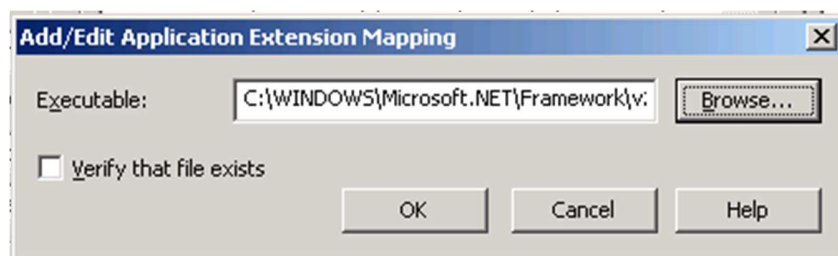 Add/Edit Application Extension Mapping
Executable:
C:\WINDOWS\Microsoft.NET\Framework\v:
Browse...
Verify that file exists
OK
Cancel
Help